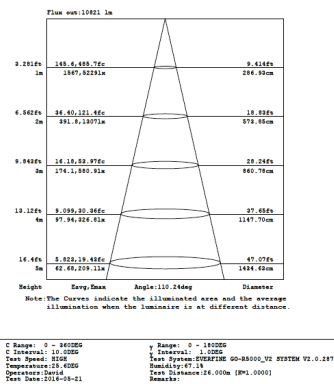 Flux out:10821 lm
3.281ft 145.6,485.7fc 9.414ft
1m 1567,5229lx 286.93cm
6.562ft 36.40,121.4fc 18.83ft
2m 391.8,1307lx 573.85cm
9.843ft 16.18,53.97fc 28.24ft
3m 174.1,580.91x 860.78cm
13.12ft 9.099,30.36fc 37.65ft
4m 97.94,326.8lx 1147.70cm
16.4ft 5.823,19.43fc 47.07ft
5m 62.68,209.1lx 1434.63cm
Height Eavg,Emax Angle:110.24deg Diameter
Note:The Curves indicate the illuminated area and the average
illumination when the luminaire is at different distance.
C Range: 0 - 360DEG γ Range: 0 - 180DEG
C Interval: 10.0DEG γ Interval: 1.0DEG
Test Speed: HIGH Test System:EVERFINE GO-R5000_V2 SYSTEM V2.0.287
Temperature:25.6DEG Humidity:67.1%
Operators:David Test Distance:26.000m [K=1.0000]
Test Date:2016-05-21 Remarks: